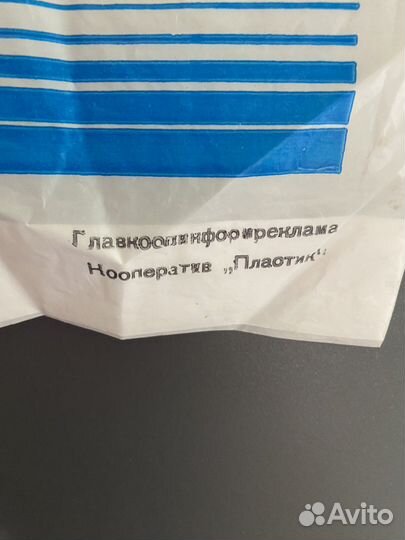 Главкоопинформреклама
Кооператив „Пластик“
Avito